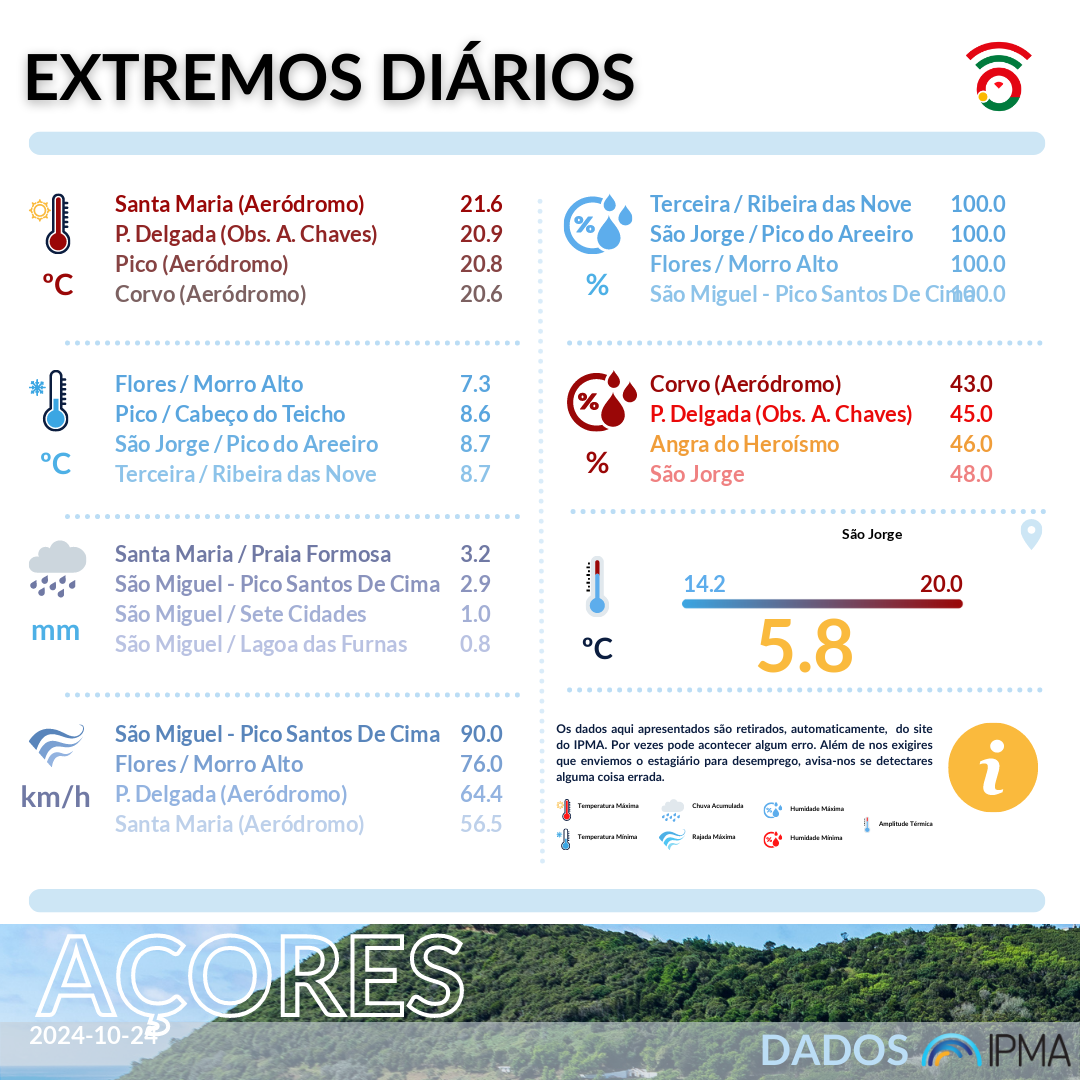 EXTREMOS DIÁRIOS
Santa Maria (Aeródromo) 21.6
P. Delgada (Obs. A. Chaves) 20.9
Pico (Aeródromo) 20.8
Corvo (Aeródromo) 20.6
ºC
Flores / Morro Alto 7.3
Pico / Cabeço do Teicho 8.6
São Jorge / Pico do Areeiro 8.7
Terceira / Ribeira das Nove 8.7
ºC
Santa Maria / Praia Formosa 3.2
São Miguel - Pico Santos De Cima 2.9
São Miguel / Sete Cidades 1.0
São Miguel / Lagoa das Furnas 0.8
mm
São Miguel - Pico Santos De Cima 90.0
Flores / Morro Alto 76.0
P. Delgada (Aeródromo) 64.4
Santa Maria (Aeródromo) 56.5
km/h
%
Terceira / Ribeira das Nove 100.0
São Jorge / Pico do Areeiro 100.0
Flores / Morro Alto 100.0
São Miguel - Pico Santos De Cima 100.0
%
%
Corvo (Aeródromo) 43.0
P. Delgada (Obs. A. Chaves) 45.0
Angra do Heroísmo 46.0
São Jorge 48.0
%
São Jorge
14.2 20.0
5.8
ºC
Os dados aqui apresentados são retirados, automaticamente, do site
do IPMA. Por vezes pode acontecer algum erro. Além de nos exigires
que enviemos o estagiário para desemprego, avisa-nos se detectares
alguma coisa errada.
i
Temperatura Máxima
Chuva Acumulada
Humidade Máxima
Amplitude Térmica
Temperatura Mínima
Rajada Máxima
Humidade Mínima
AÇORES
2024-10-24
DADOS IPMA